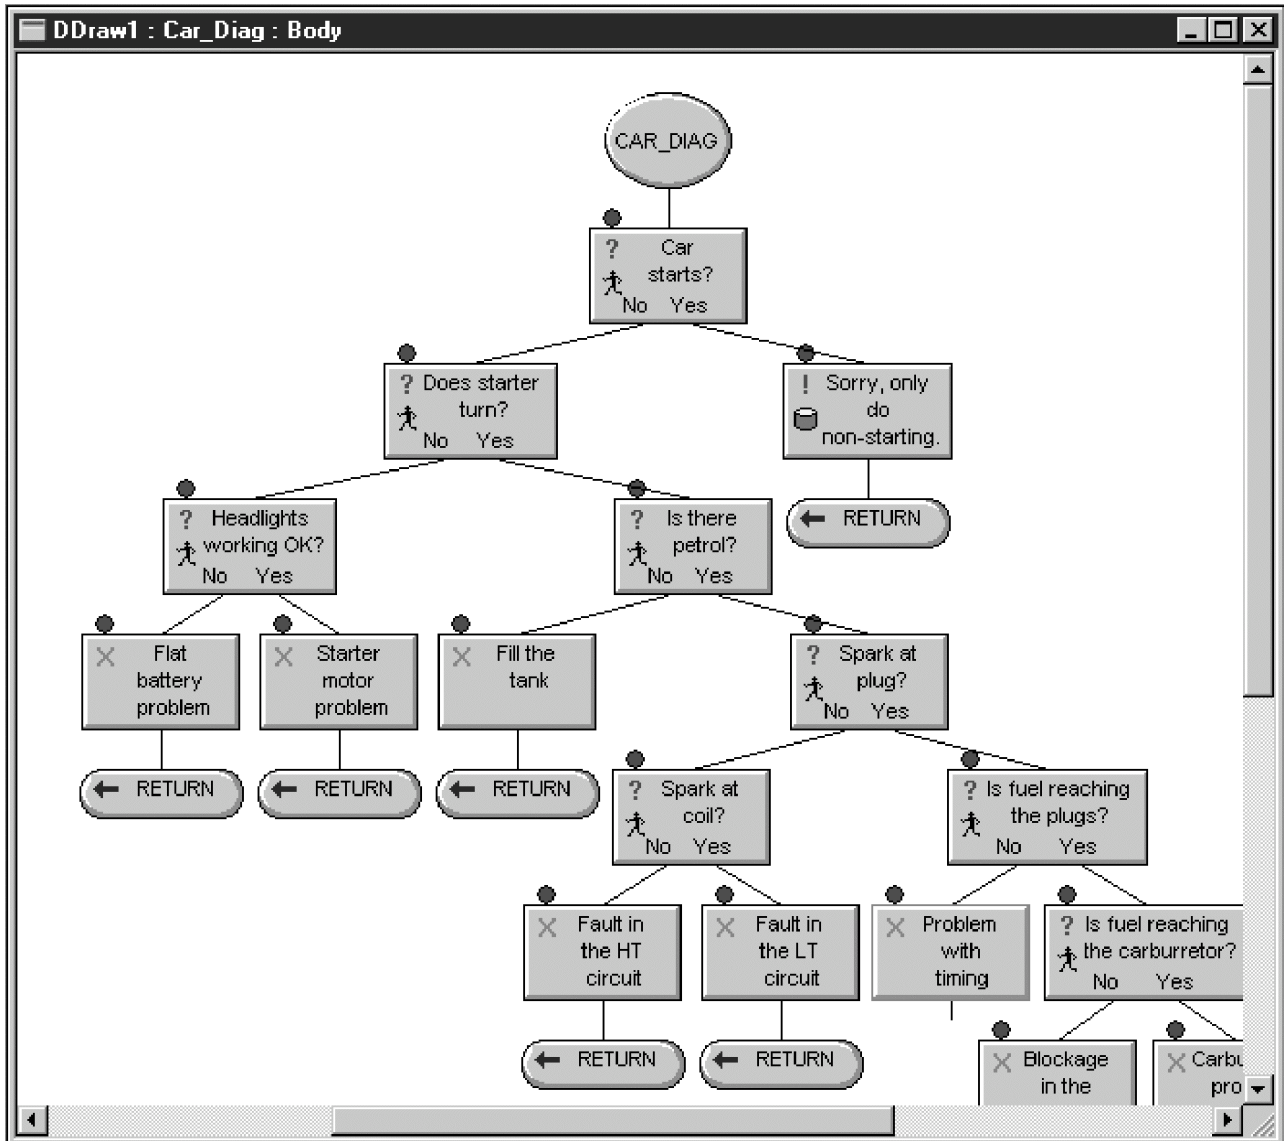 DDraw1 : Car_Diag : Body
CAR_DIAG
?
Car
starts?
No Yes
? Does starter
turn?
No Yes
! Sorry, only
do
non-starting.
? Headlights
working OK?
No Yes
? Is there
petrol?
No Yes
RETURN
Flat
battery
problem
Starter
motor
problem
Fill the
tank
? Spark at
plug?
No Yes
RETURN
RETURN
RETURN
? Spark at
coil?
No Yes
? Is fuel reaching
the plugs?
No Yes
Fault in
the HT
circuit
Fault in
the LT
circuit
Problem
with
timing
? Is fuel reaching
the carburretor?
No Yes
RETURN
RETURN
Blockage
in the
Carbu
pro